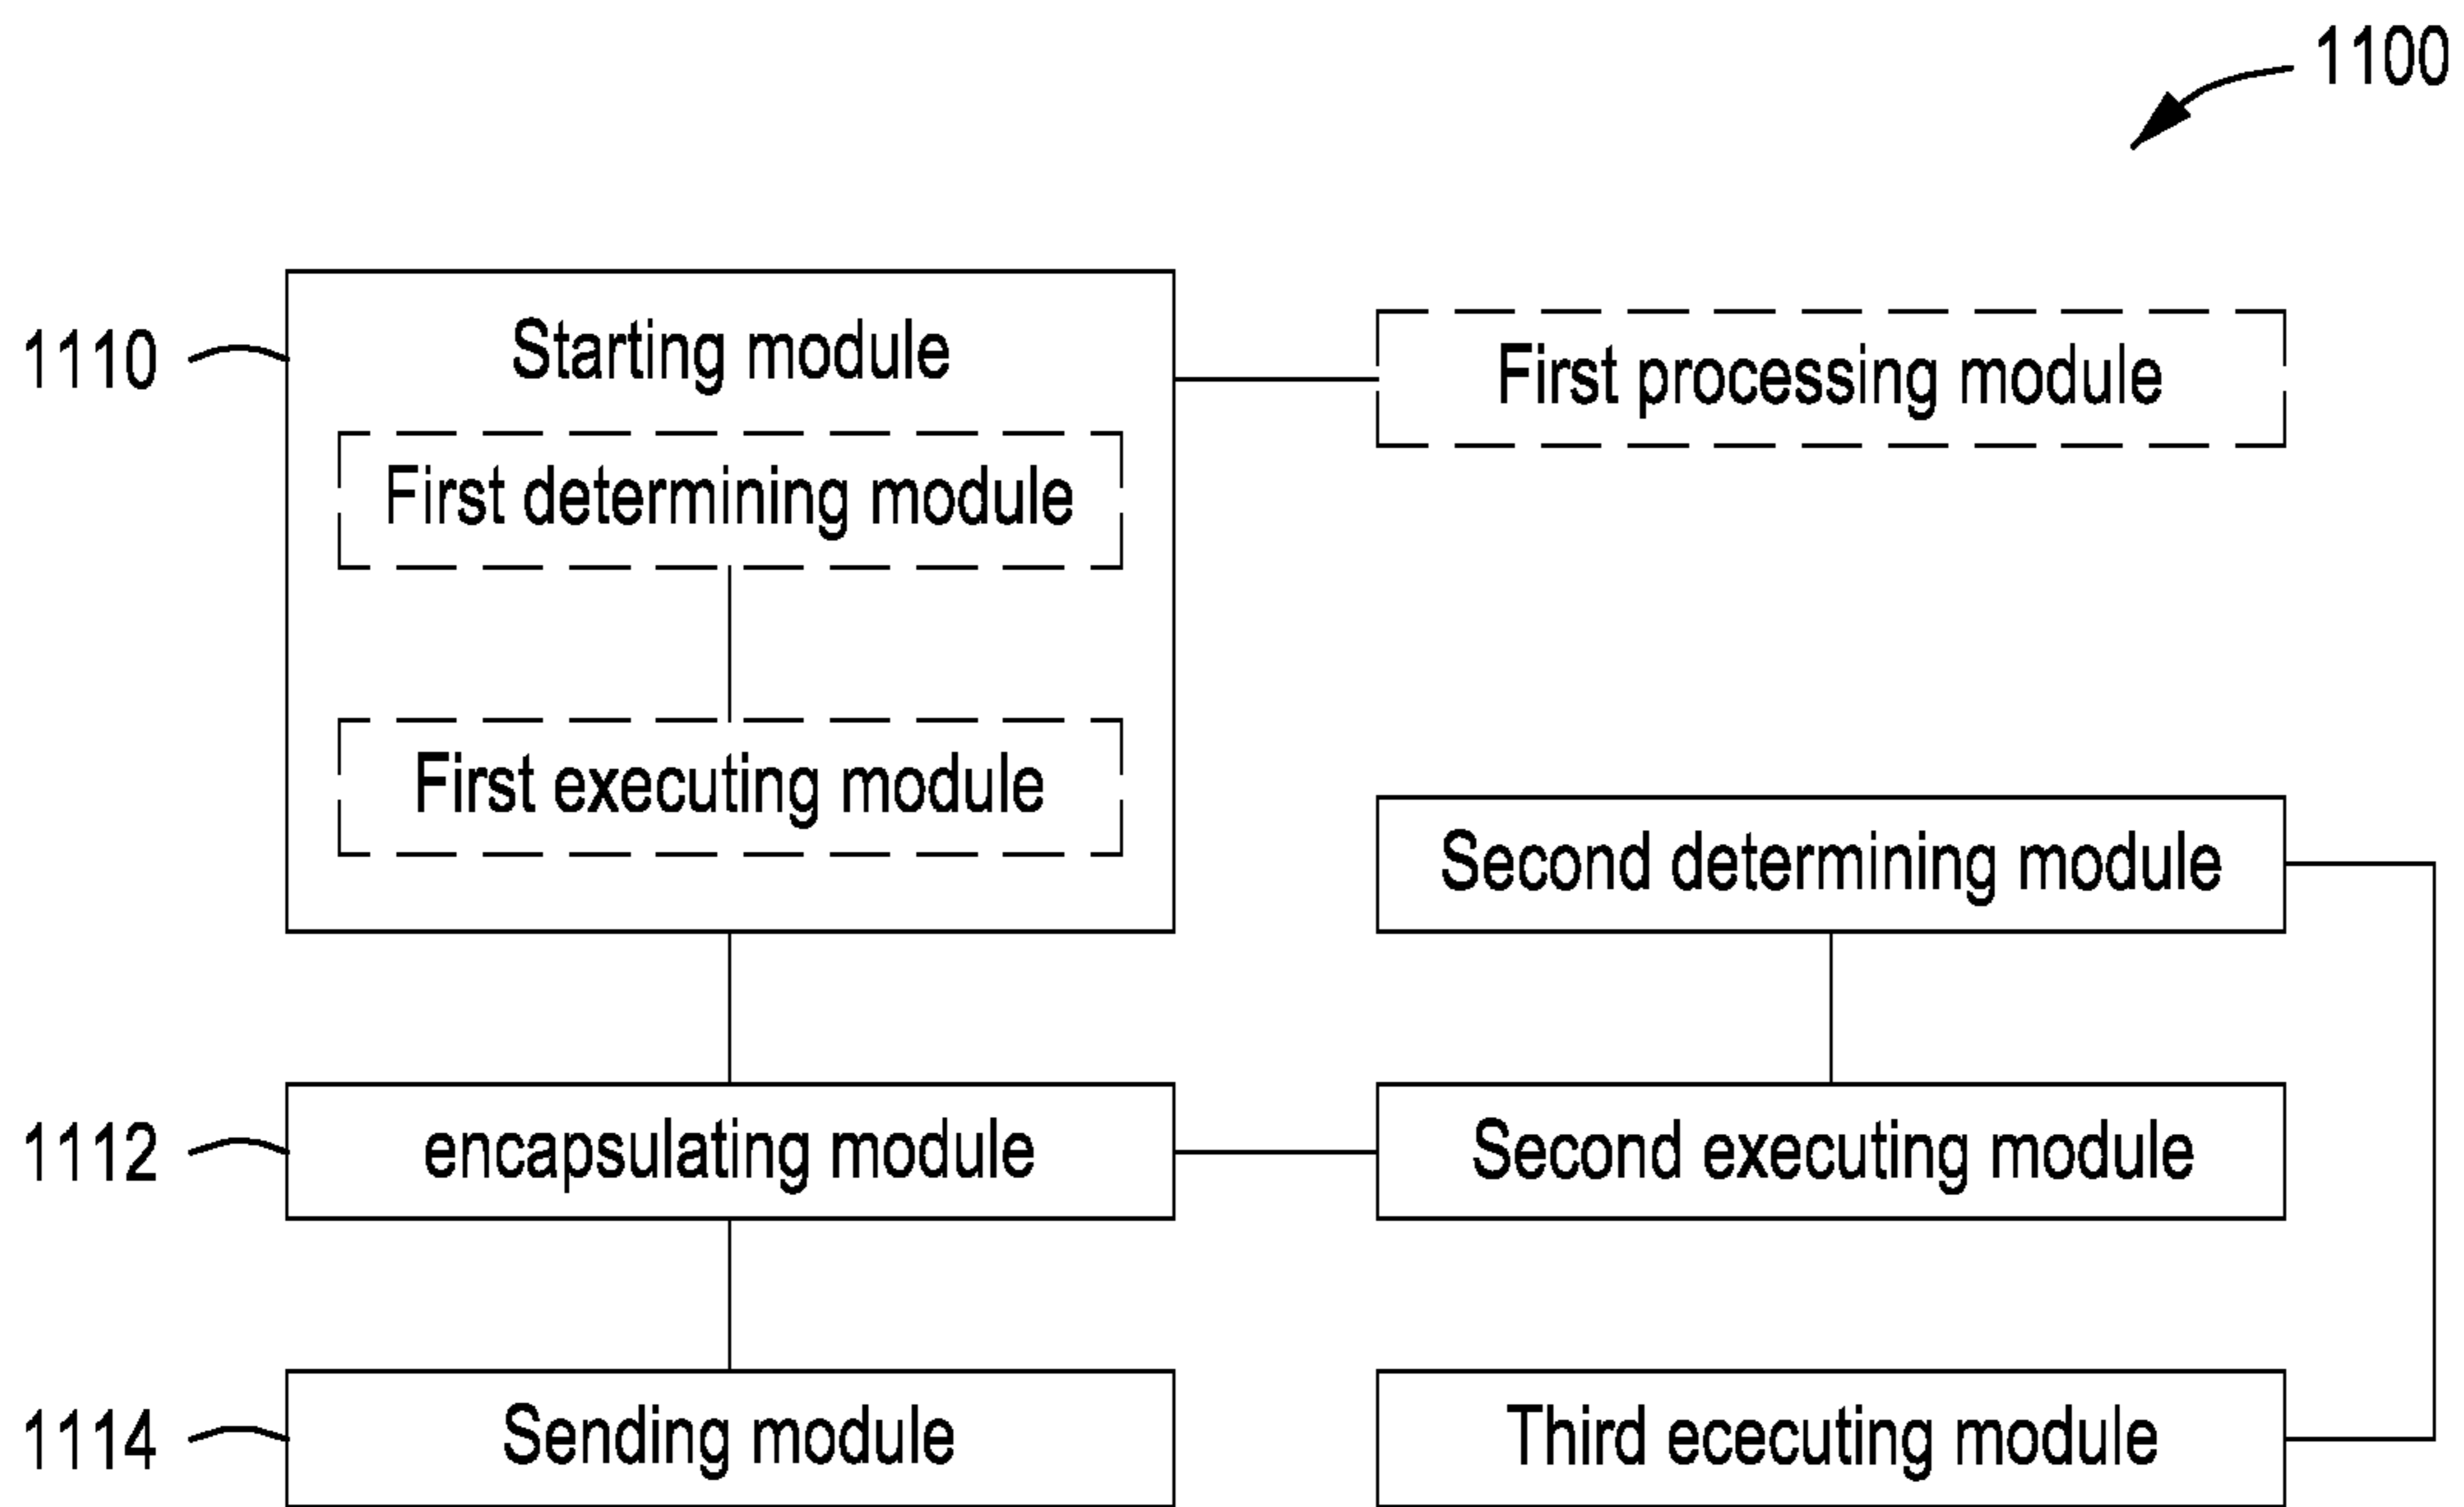 1100
1110
Starting module
First processing module
First determining module
First executing module
Second determining module
1112
encapsulating module
Second executing module
1114
Sending module
Third ececuting module